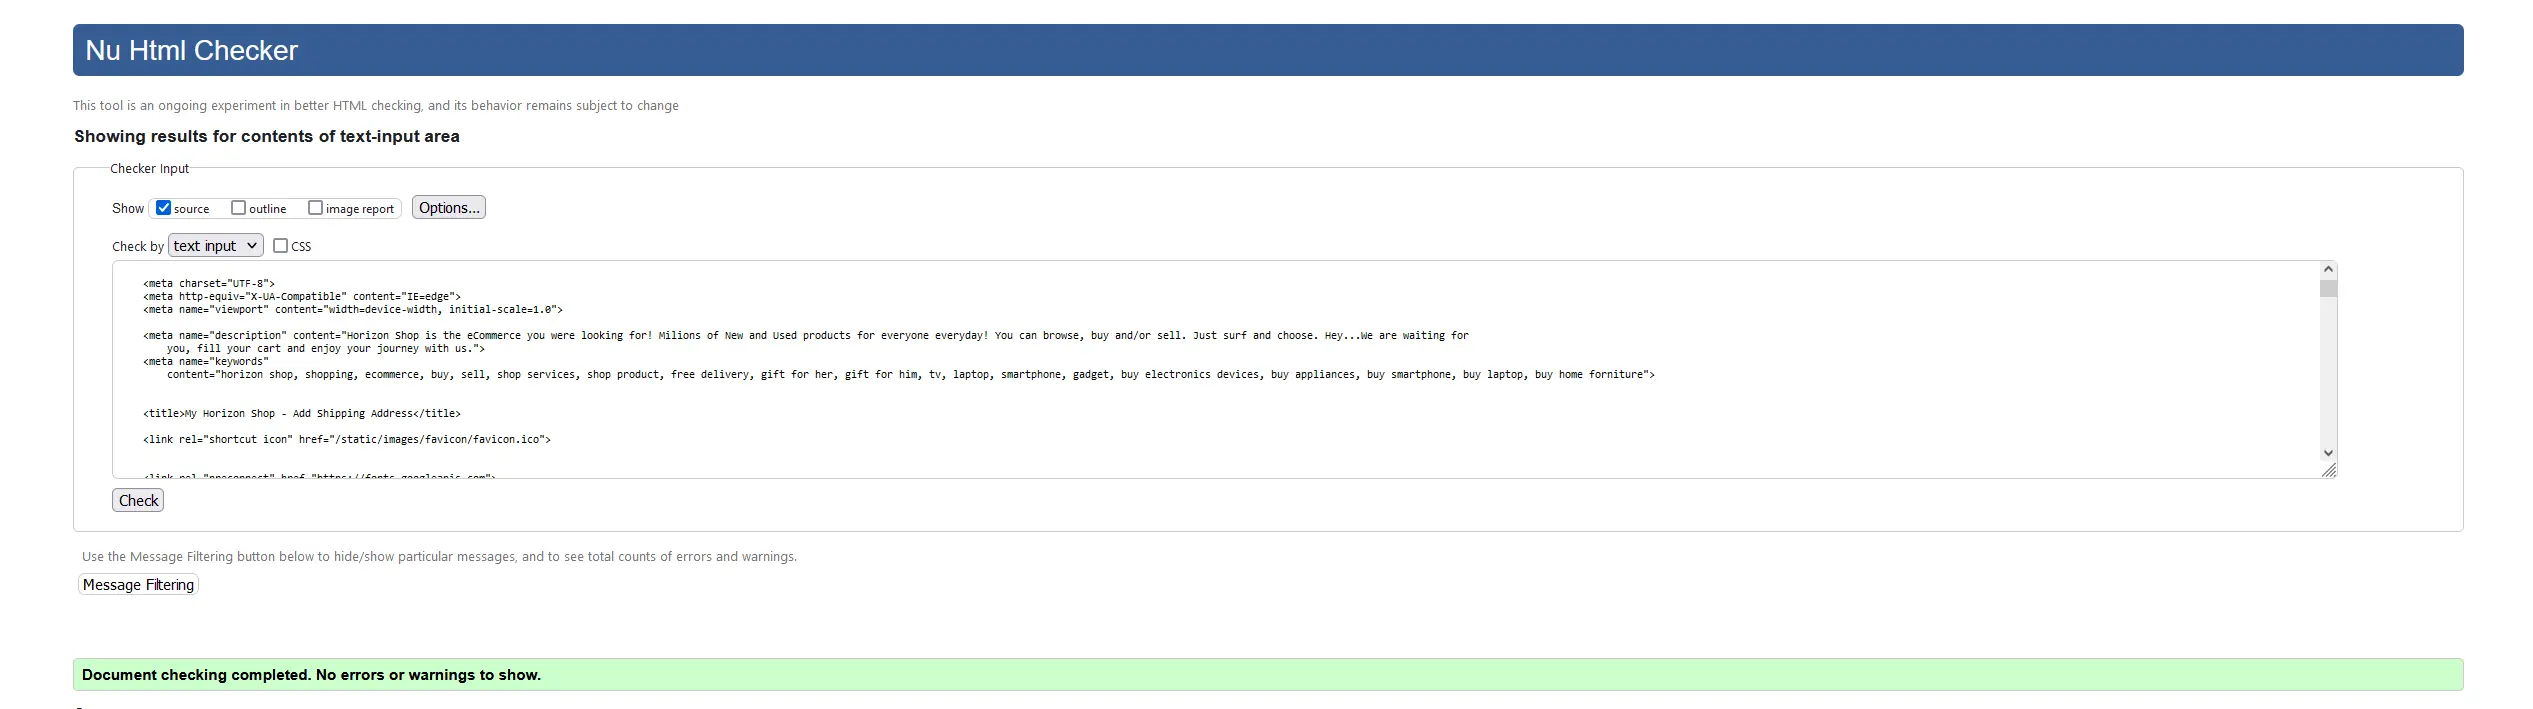 Nu Html Checker
This tool is an ongoing experiment in better HTML checking, and its behavior remains subject to change
Showing results for contents of text-input area
Checker Input
Show source outline image report Options...
Check by text input CSS
<meta charset="UTF-8">
<meta http-equiv="X-UA-Compatible" content="IE=edge">
<meta name="viewport" content="width=device-width, initial-scale=1.0">
<meta name="description" content="Horizon Shop is the eCommerce you were looking for! Milions of New and Used products for everyone everyday! You can browse, buy and/or sell. Just surf and choose. Hey...We are waiting for
you, fill your cart and enjoy your journey with us.">
<meta name="keywords"
content="horizon shop, shopping, ecommerce, buy, sell, shop services, shop product, free delivery, gift for her, gift for him, tv, laptop, smartphone, gadget, buy electronics devices, buy appliances, buy smartphone, buy laptop, buy home forniture">
<title>My Horizon Shop - Add Shipping Address</title>
<link rel="shortcut icon" href="/static/images/favicon/favicon.ico">
<link rel="preconnect" href="https://fonts.googleapis.com">
Check
Use the Message Filtering button below to hide/show particular messages, and to see total counts of errors and warnings.
Message Filtering
Document checking completed. No errors or warnings to show.